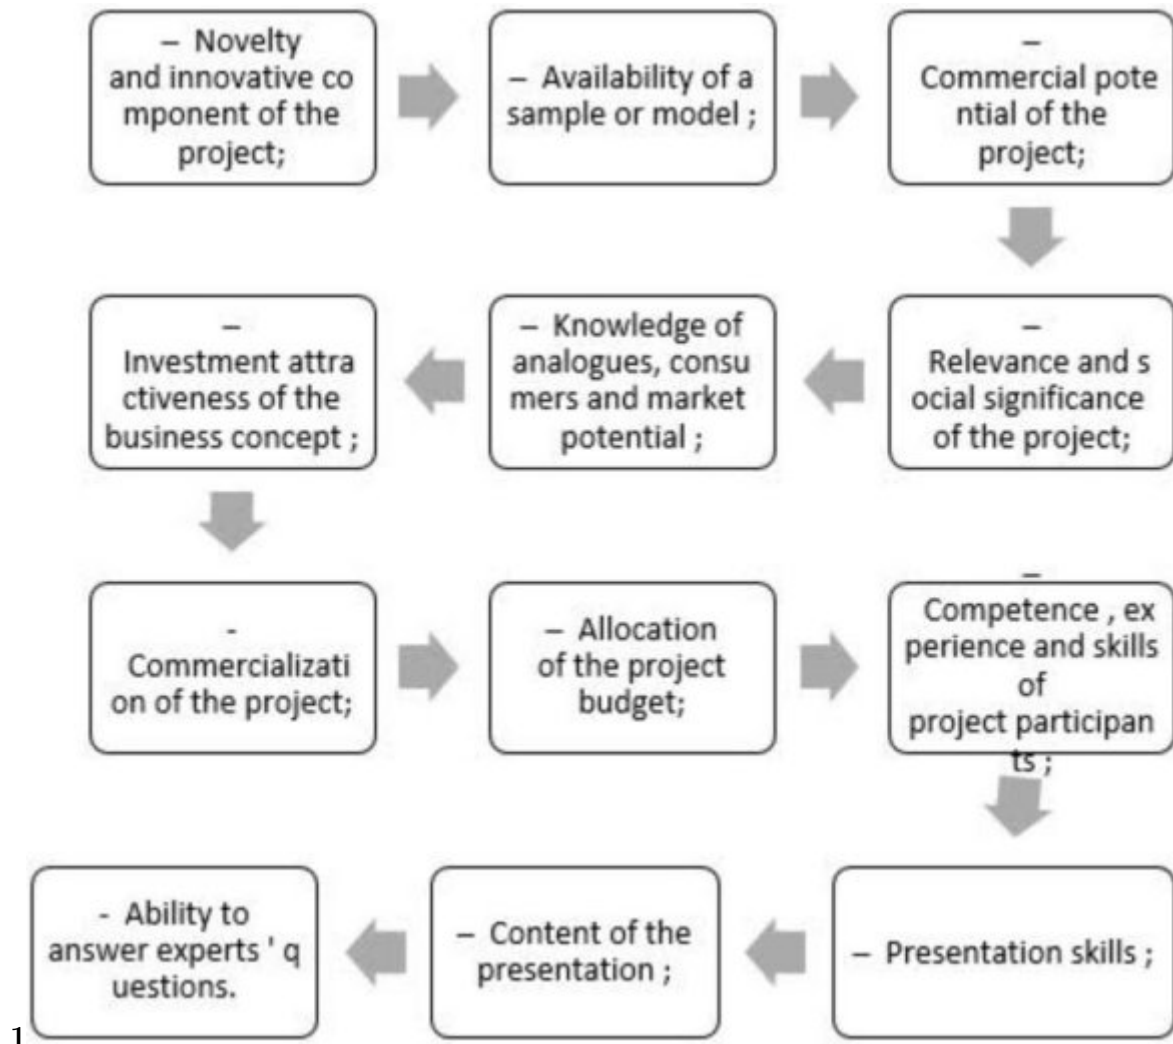 – Novelty
and innovative co
mponent of the
project;
– Availability of a
sample or model ;
–
Commercial pote
ntial of the
project;
–
Relevance and s
ocial significance
of the project;
– Knowledge of
analogues, consu
mers and market
potential ;
–
Investment attra
ctiveness of the
business concept ;
-
Commercializati
on of the project;
– Allocation
of the project
budget;
–
Competence , ex
perience and skills
of
project participan
ts ;
– Presentation skills ;
– Content of the
presentation ;
- Ability to
answer experts ' q
uestions.
1